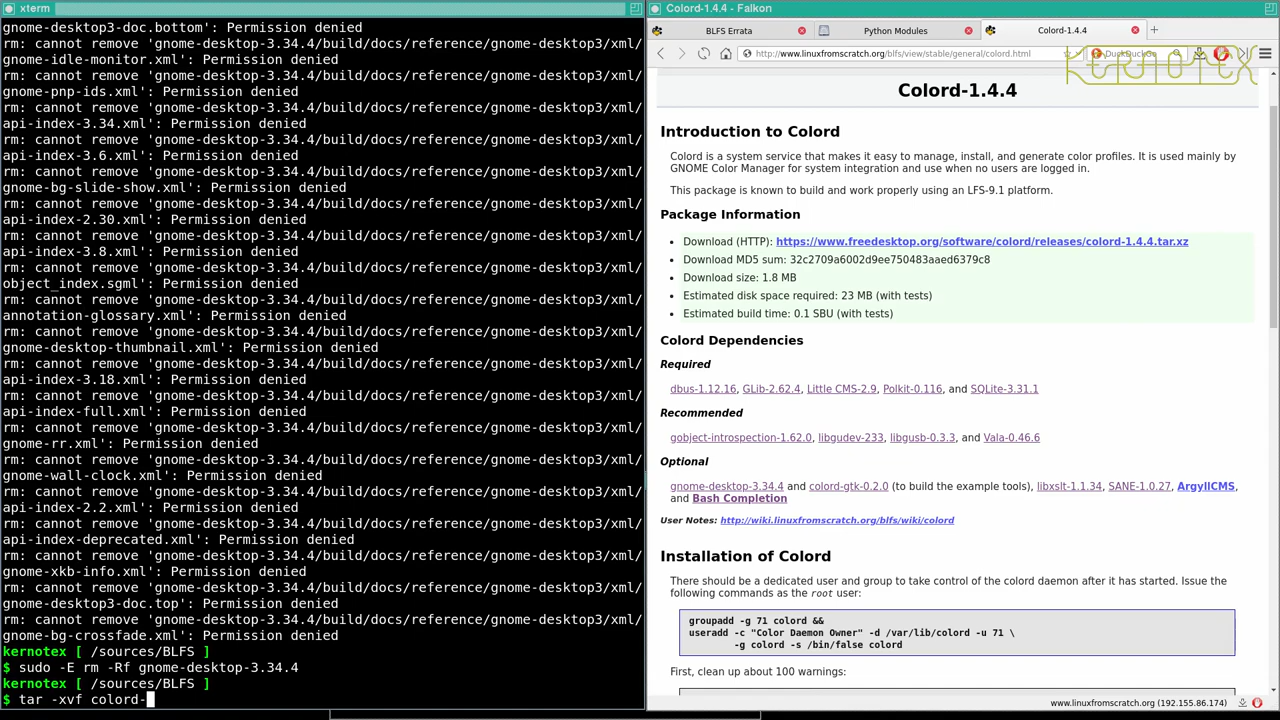 xterm
gnome-desktop3-doc.bottom': Permission denied
rm: cannot remove 'gnome-desktop-3.34.4/build/docs/reference/gnome-desktop3/xml/
gnome-idle-monitor.xml': Permission denied
rm: cannot remove 'gnome-desktop-3.34.4/build/docs/reference/gnome-desktop3/xml/
gnome-pnp-ids.xml': Permission denied
rm: cannot remove 'gnome-desktop-3.34.4/build/docs/reference/gnome-desktop3/xml/
api-index-3.34.xml': Permission denied
rm: cannot remove 'gnome-desktop-3.34.4/build/docs/reference/gnome-desktop3/xml/
api-index-3.6.xml': Permission denied
rm: cannot remove 'gnome-desktop-3.34.4/build/docs/reference/gnome-desktop3/xml/
gnome-bg-slide-show.xml': Permission denied
rm: cannot remove 'gnome-desktop-3.34.4/build/docs/reference/gnome-desktop3/xml/
api-index-2.30.xml': Permission denied
rm: cannot remove 'gnome-desktop-3.34.4/build/docs/reference/gnome-desktop3/xml/
api-index-3.8.xml': Permission denied
rm: cannot remove 'gnome-desktop-3.34.4/build/docs/reference/gnome-desktop3/xml/
object_index.sgml': Permission denied
rm: cannot remove 'gnome-desktop-3.34.4/build/docs/reference/gnome-desktop3/xml/
annotation-glossary.xml': Permission denied
rm: cannot remove 'gnome-desktop-3.34.4/build/docs/reference/gnome-desktop3/xml/
gnome-desktop-thumbnail.xml': Permission denied
rm: cannot remove 'gnome-desktop-3.34.4/build/docs/reference/gnome-desktop3/xml/
api-index-3.18.xml': Permission denied
rm: cannot remove 'gnome-desktop-3.34.4/build/docs/reference/gnome-desktop3/xml/
api-index-full.xml': Permission denied
rm: cannot remove 'gnome-desktop-3.34.4/build/docs/reference/gnome-desktop3/xml/
gnome-rr.xml': Permission denied
rm: cannot remove 'gnome-desktop-3.34.4/build/docs/reference/gnome-desktop3/xml/
gnome-wall-clock.xml': Permission denied
rm: cannot remove 'gnome-desktop-3.34.4/build/docs/reference/gnome-desktop3/xml/
api-index-2.2.xml': Permission denied
rm: cannot remove 'gnome-desktop-3.34.4/build/docs/reference/gnome-desktop3/xml/
api-index-deprecated.xml': Permission denied
rm: cannot remove 'gnome-desktop-3.34.4/build/docs/reference/gnome-desktop3/xml/
gnome-xkb-info.xml': Permission denied
rm: cannot remove 'gnome-desktop-3.34.4/build/docs/reference/gnome-desktop3/xml/
gnome-desktop3-doc.top': Permission denied
rm: cannot remove 'gnome-desktop-3.34.4/build/docs/reference/gnome-desktop3/xml/
gnome-bg-crossfade.xml': Permission denied
kernotex [ /sources/BLFS ]
$ sudo -E rm -Rf gnome-desktop-3.34.4
kernotex [ /sources/BLFS ]
$ tar -xvf colord-
Colord-1.4.4 - Falkon
BLFS Errata
Python Modules
Colord-1.4.4
http://www.linuxfromscratch.org/blfs/view/stable/general/colord.html
DuckDuckGo
KERNOTEX
Colord-1.4.4
Introduction to Colord
Colord is a system service that makes it easy to manage, install, and generate color profiles. It is used mainly by
GNOME Color Manager for system integration and use when no users are logged in.
This package is known to build and work properly using an LFS-9.1 platform.
Package Information
• Download (HTTP): https://www.freedesktop.org/software/colord/releases/colord-1.4.4.tar.xz
• Download MD5 sum: 32c2709a6002d9ee750483aaed6379c8
• Download size: 1.8 MB
• Estimated disk space required: 23 MB (with tests)
• Estimated build time: 0.1 SBU (with tests)
Colord Dependencies
Required
dbus-1.12.16, GLib-2.62.4, Little CMS-2.9, Polkit-0.116, and SQLite-3.31.1
Recommended
gobject-introspection-1.62.0, libgudev-233, libgusb-0.3.3, and Vala-0.46.6
Optional
gnome-desktop-3.34.4 and colord-gtk-0.2.0 (to build the example tools), libxslt-1.1.34, SANE-1.0.27, ArgyllCMS,
and Bash Completion
User Notes: http://wiki.linuxfromscratch.org/blfs/wiki/colord
Installation of Colord
There should be a dedicated user and group to take control of the colord daemon after it has started. Issue the
following commands as the root user:
groupadd -g 71 colord &&
useradd -c "Color Daemon Owner" -d /var/lib/colord -u 71 \
-g colord -s /bin/false colord
First, clean up about 100 warnings:
www.linuxfromscratch.org (192.155.86.174)